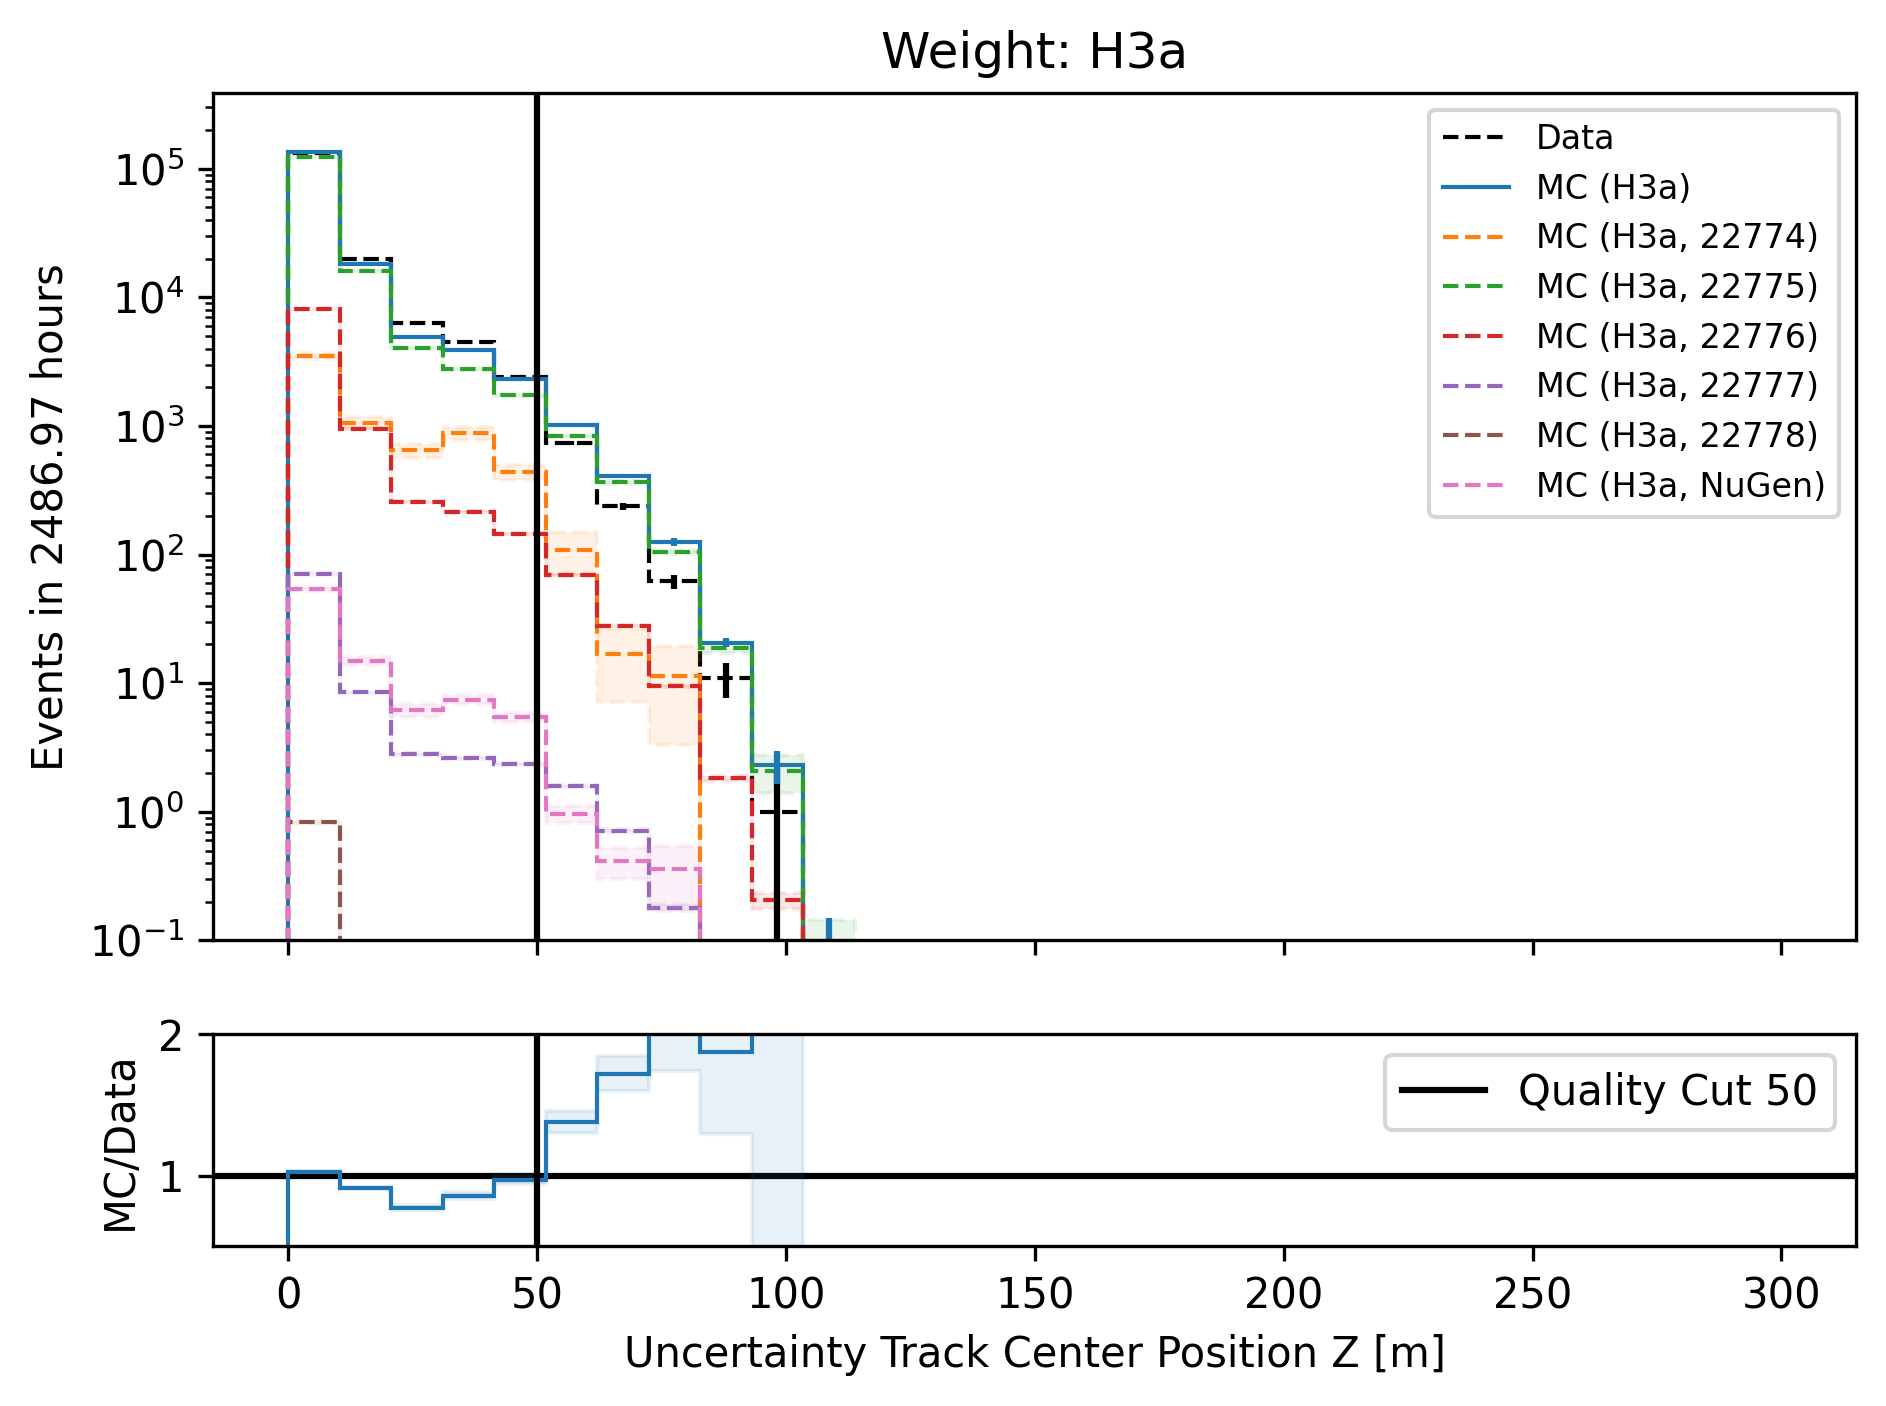 Weight: H3a
Events in 2486.97 hours
10⁵
10⁴
10³
10²
10¹
10⁰
10⁻¹
Data
MC (H3a)
MC (H3a, 22774)
MC (H3a, 22775)
MC (H3a, 22776)
MC (H3a, 22777)
MC (H3a, 22778)
MC (H3a, NuGen)
MC/Data
2
1
Quality Cut 50
0 50 100 150 200 250 300
Uncertainty Track Center Position Z [m]